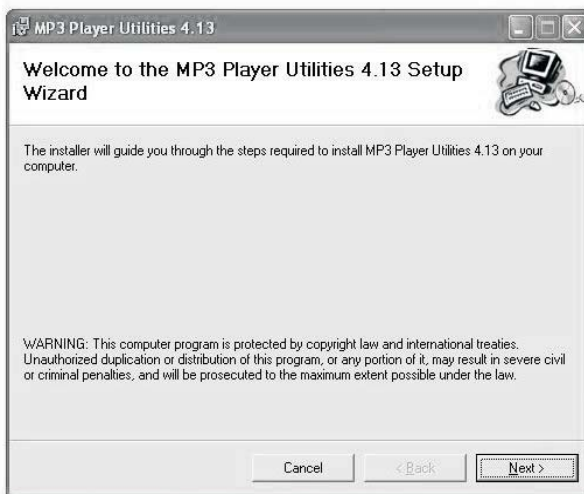 MP3 Player Utilities 4.13
Welcome to the MP3 Player Utilities 4.13 Setup
Wizard
The installer will guide you through the steps required to install MP3 Player Utilities 4.13 on your
computer.
WARNING: This computer program is protected by copyright law and international treaties.
Unauthorized duplication or distribution of this program, or any portion of it, may result in severe civil
or criminal penalties, and will be prosecuted to the maximum extent possible under the law.
Cancel
< Back
Next >